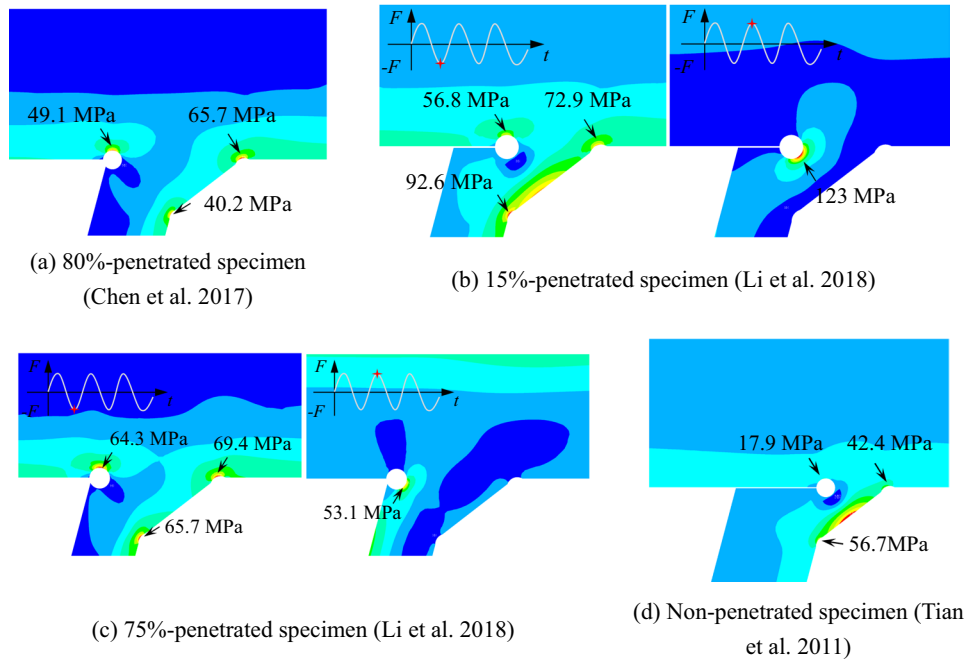 49.1 MPa
65.7 MPa
40.2 MPa
(a) 80%-penetrated specimen
(Chen et al. 2017)
F
-F
t
56.8 MPa
72.9 MPa
92.6 MPa
F
-F
t
123 MPa
(b) 15%-penetrated specimen (Li et al. 2018)
F
-F
t
64.3 MPa
69.4 MPa
65.7 MPa
F
-F
t
53.1 MPa
(c) 75%-penetrated specimen (Li et al. 2018)
17.9 MPa
42.4 MPa
56.7MPa
(d) Non-penetrated specimen (Tian
et al. 2011)